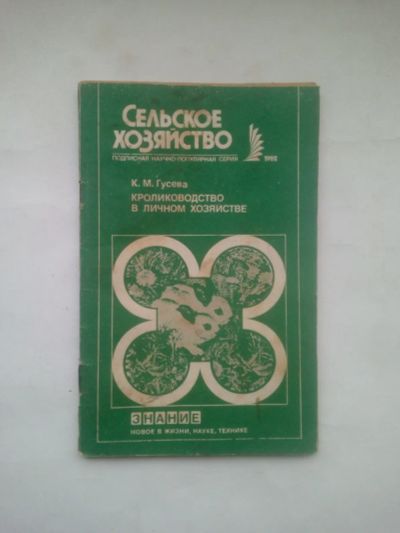 СЕЛЬСКОЕ
ХОЗЯЙСТВО
ПОДПИСНАЯ НАУЧНО-ПОПУЛЯРНАЯ СЕРИЯ
К. М. Гусева
КРОЛИКОВОДСТВО
В ЛИЧНОМ ХОЗЯЙСТВЕ
ЗНАНИЕ
НОВОЕ В ЖИЗНИ, НАУКЕ, ТЕХНИКЕ